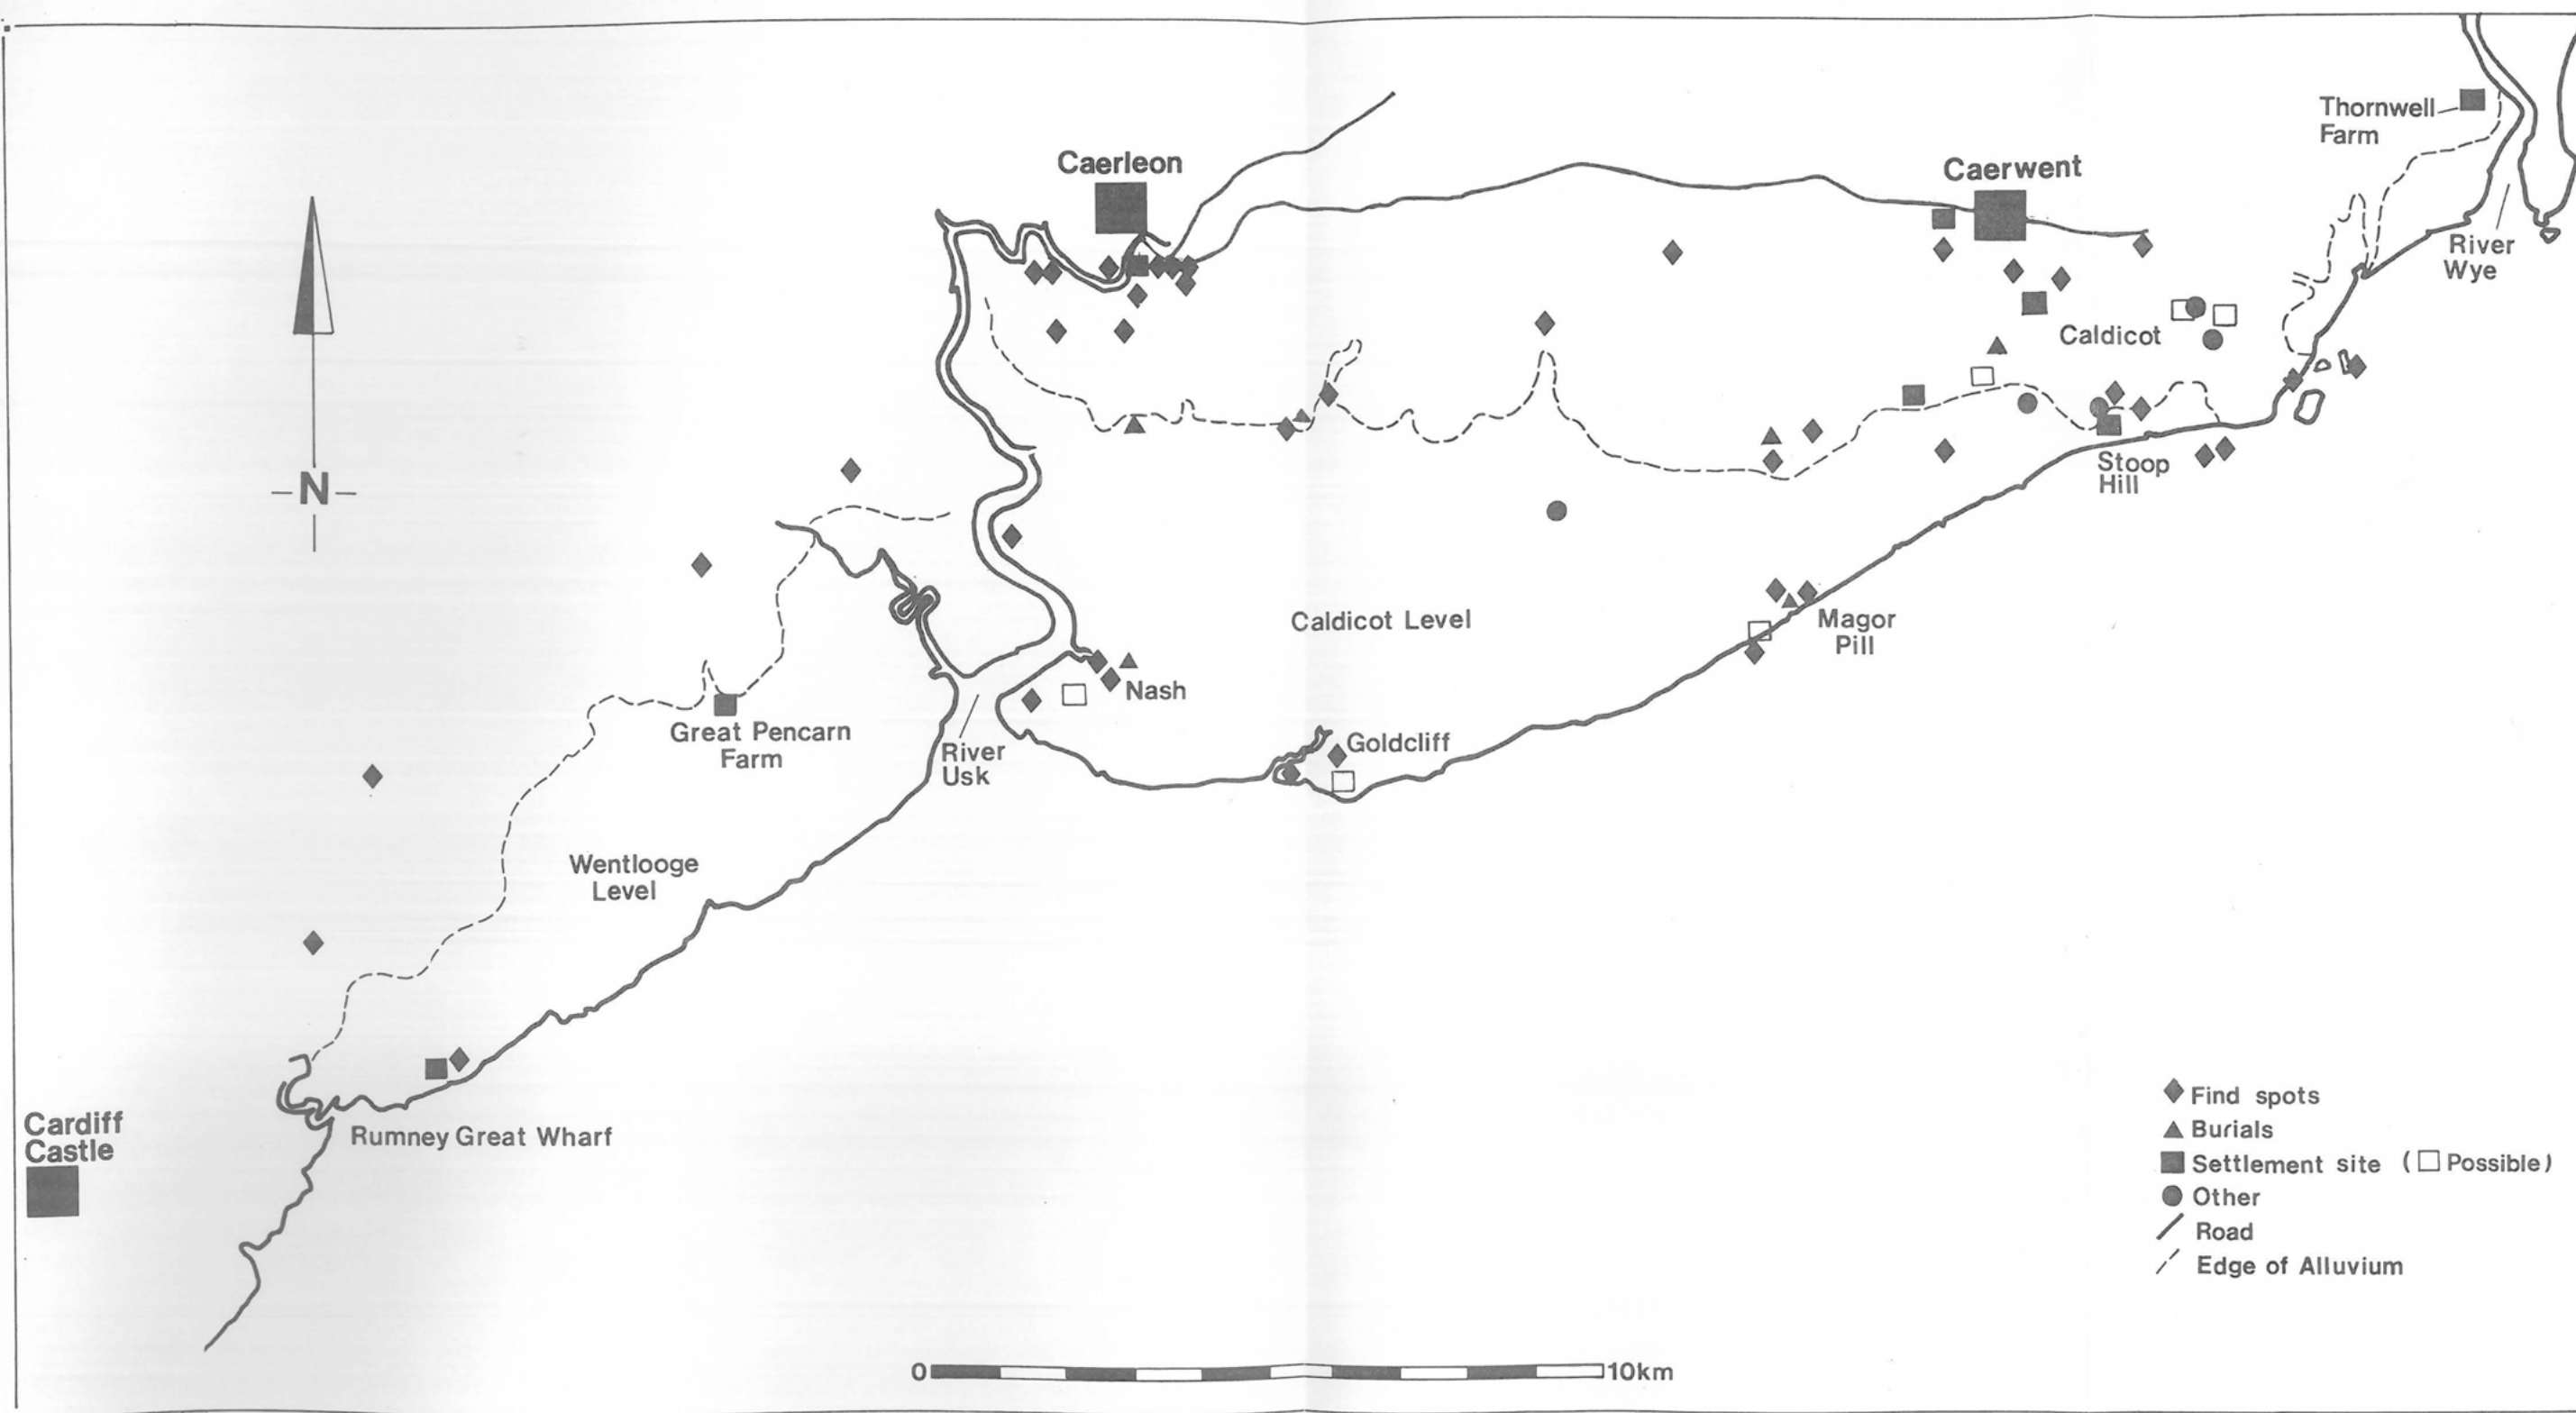 Thornwell
Farm
Caerleon
Caerwent
River
Wye
Caldicot
Stoop
Hill
N
Caldicot Level
Magor
Pill
Nash
Great Pencarn
Farm
River
Usk
Goldcliff
Wentlooge
Level
Cardiff
Castle
Rumney Great Wharf
Find spots
Burials
Settlement site ( Possible)
Other
Road
Edge of Alluvium
0 10km